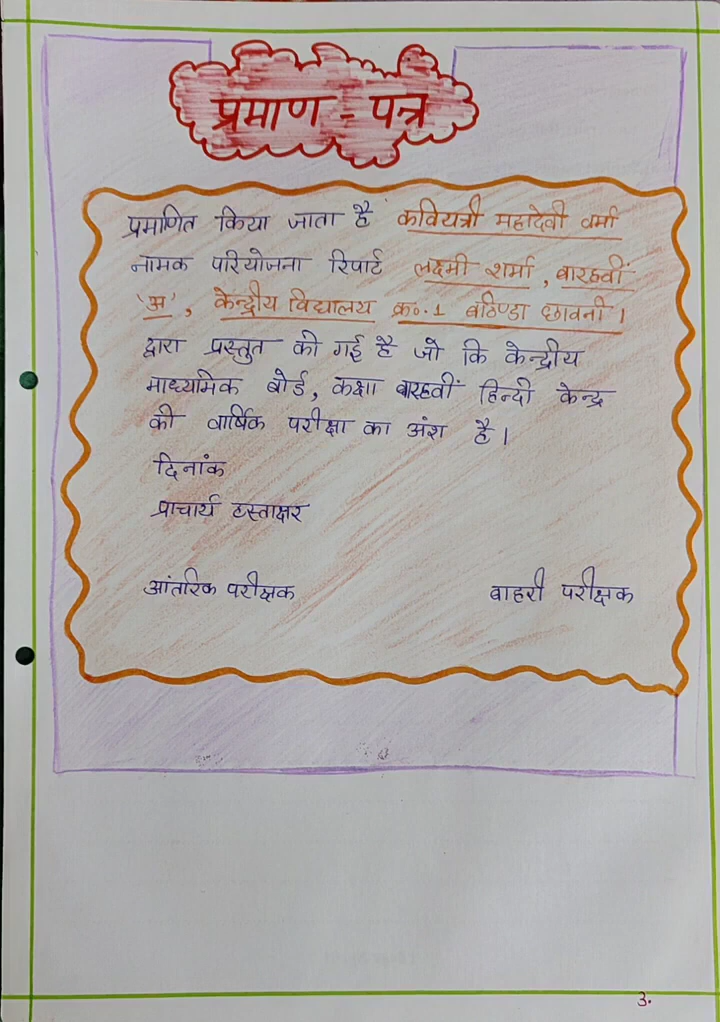 प्रमाण - पत्र
प्रमाणित किया जाता है कवियत्री महादेवी वर्मा
नामक परियोजना रिपार्ट लक्ष्मी शर्मा, बारहवीं
'अ', केन्द्रीय विद्यालय क्र०.1 बठिण्डा छावनी।
द्वारा प्रस्तुत की गई है जो कि केन्द्रीय
माध्यमिक बोर्ड, कक्षा बारहवीं हिन्दी केन्द्र
की वार्षिक परीक्षा का अंश है।
दिनांक
प्राचार्य हस्ताक्षर
आंतरिक परीक्षक बाहरी परीक्षक
3.